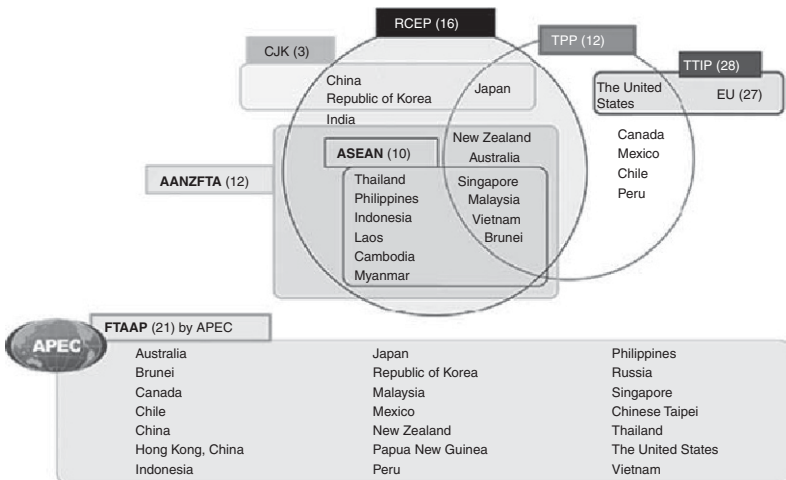 RCEP (16)
TPP (12)
CJK (3)
TTIP (28)
China
Republic of Korea
Japan
The United
States
EU (27)
India
New Zealand
Australia
Canada
Mexico
Chile
Peru
ASEAN (10)
AANZFTA (12)
Thailand
Philippines
Indonesia
Laos
Cambodia
Myanmar
Singapore
Malaysia
Vietnam
Brunei
FTAAP (21) by APEC
APEC
Australia
Brunei
Canada
Chile
China
Hong Kong, China
Indonesia
Japan
Republic of Korea
Malaysia
Mexico
New Zealand
Papua New Guinea
Peru
Philippines
Russia
Singapore
Chinese Taipei
Thailand
The United States
Vietnam